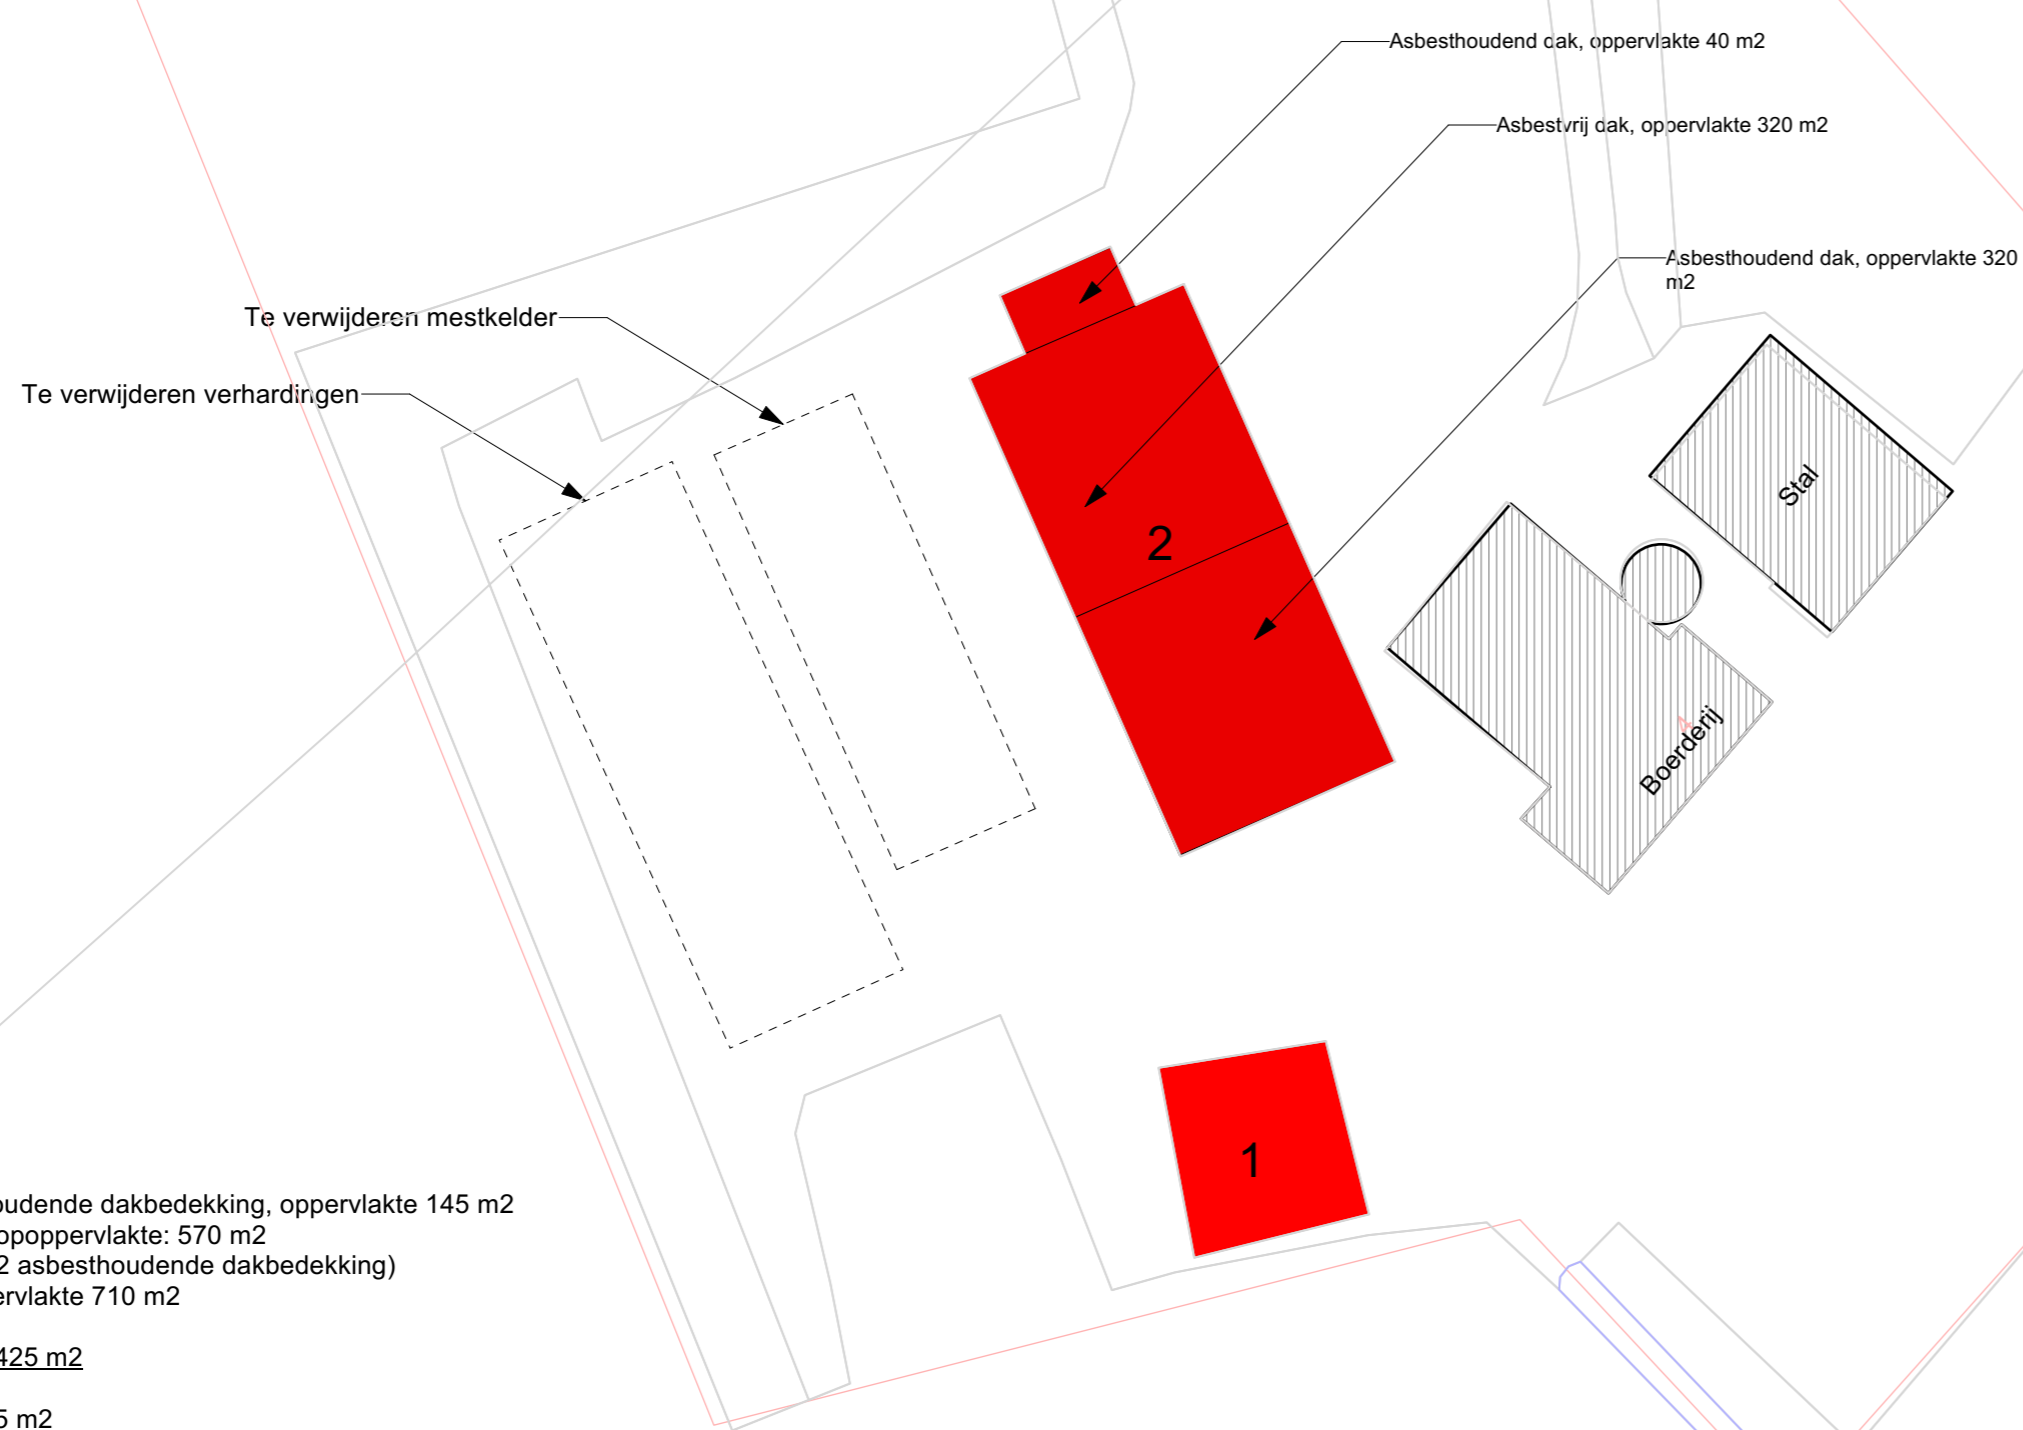 Asbesthoudend dak, oppervlakte 40 m2
Asbestvrij dak, oppervlakte 320 m2
Asbesthoudend dak, oppervlakte 320
m2
Te verwijderen mestkelder
Te verwijderen verhardingen
Stal
2
4
Boerderij
1
oudende dakbedekking, oppervlakte 145 m2
opoppervlakte: 570 m2
2 asbesthoudende dakbedekking)
ervlakte 710 m2
425 m2
5 m2